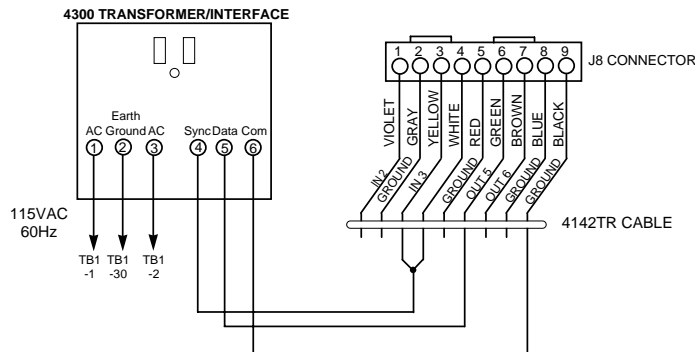 4300 TRANSFORMER/INTERFACE
1 2 3 4 5 6 7 8 9
J8 CONNECTOR
VIOLET
GRAY
YELLOW
WHITE
RED
GREEN
BROWN
BLUE
BLACK
Earth
AC Ground AC
Sync Data Com
1 2 3 4 5 6
IN 2
GROUND
IN 3
GROUND
OUT 5
OUT 6
GROUND
GROUND
115VAC
60Hz
4142TR CABLE
TB1 TB1 TB1
-1 -30 -2